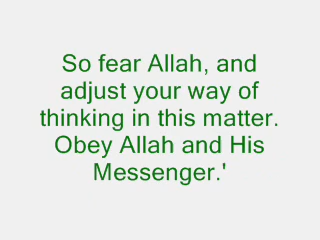 So fear Allah, and
adjust your way of
thinking in this matter.
Obey Allah and His
Messenger.'